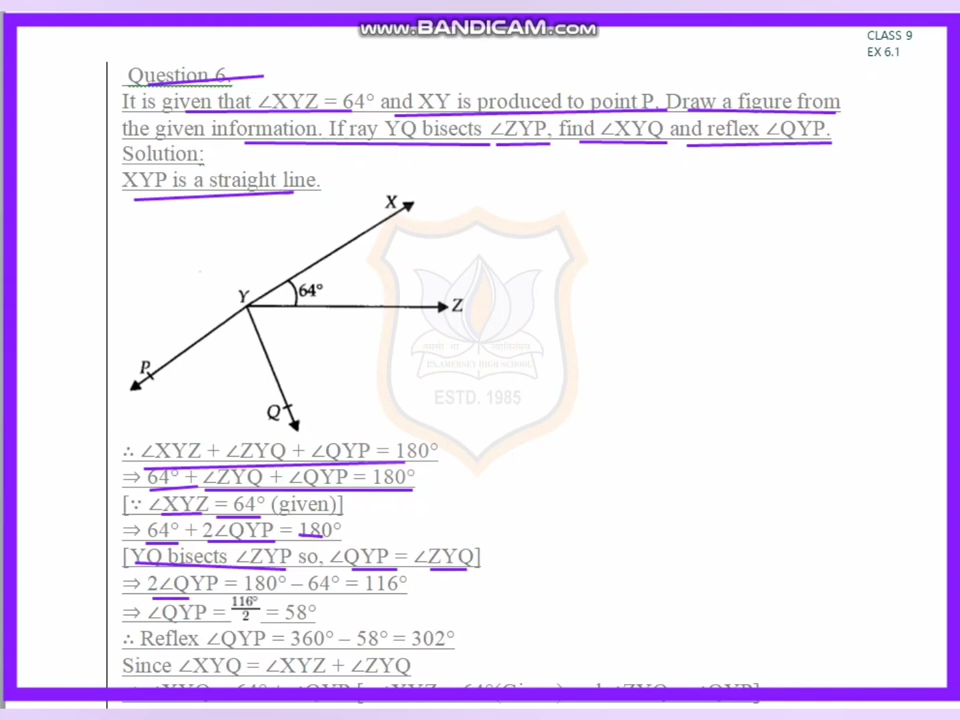 www.BANDICAM.com
CLASS 9
EX 6.1
Question 6.
It is given that ∠XYZ = 64° and XY is produced to point P. Draw a figure from
the given information. If ray YQ bisects ∠ZYP, find ∠XYQ and reflex ∠QYP.
Solution:
XYP is a straight line.
X
Y
64°
Z
P
Q
ESTD. 1985
∴ ∠XYZ + ∠ZYQ + ∠QYP = 180°
⇒ 64° + ∠ZYQ + ∠QYP = 180°
[∵ ∠XYZ = 64° (given)]
⇒ 64° + 2∠QYP = 180°
[YQ bisects ∠ZYP so, ∠QYP = ∠ZYQ]
⇒ 2∠QYP = 180° – 64° = 116°
⇒ ∠QYP = 116°/2 = 58°
∴ Reflex ∠QYP = 360° – 58° = 302°
Since ∠XYQ = ∠XYZ + ∠ZYQ